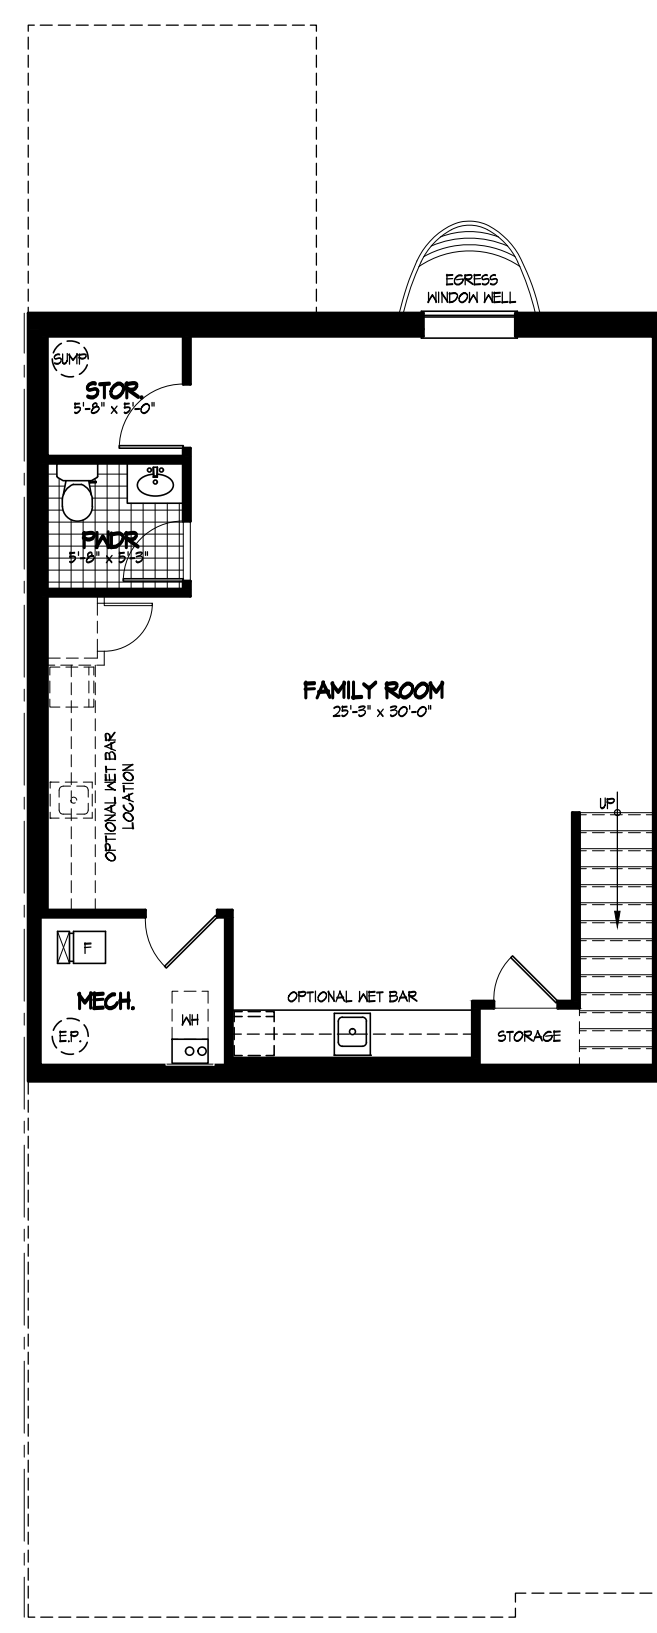 EGRESS
WINDOW WELL
SUMP
STOR.
5'-8" x 5'-0"
PWDR
5'-8" x 5'-3"
FAMILY ROOM
25'-3" x 30'-0"
OPTIONAL WET BAR
LOCATION
UP
F
MECH.
WH
E.P.
OPTIONAL WET BAR
STORAGE